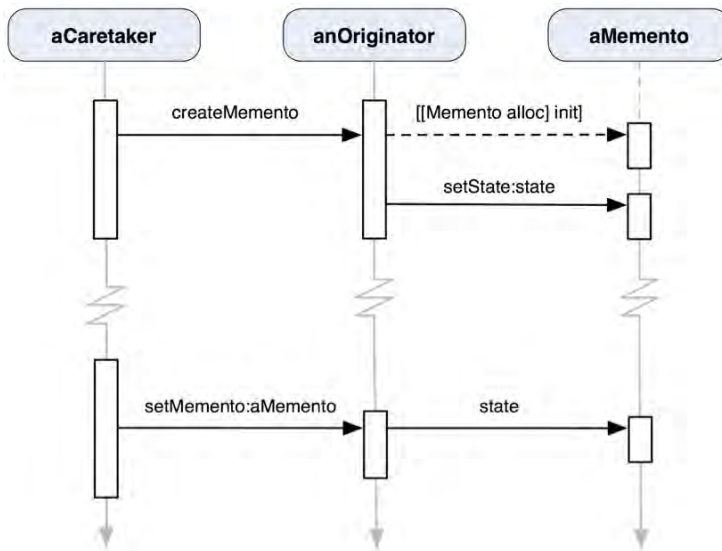 aCaretaker
anOriginator
aMemento
createMemento
[[Memento alloc] init]
setState:state
setMemento:aMemento
state